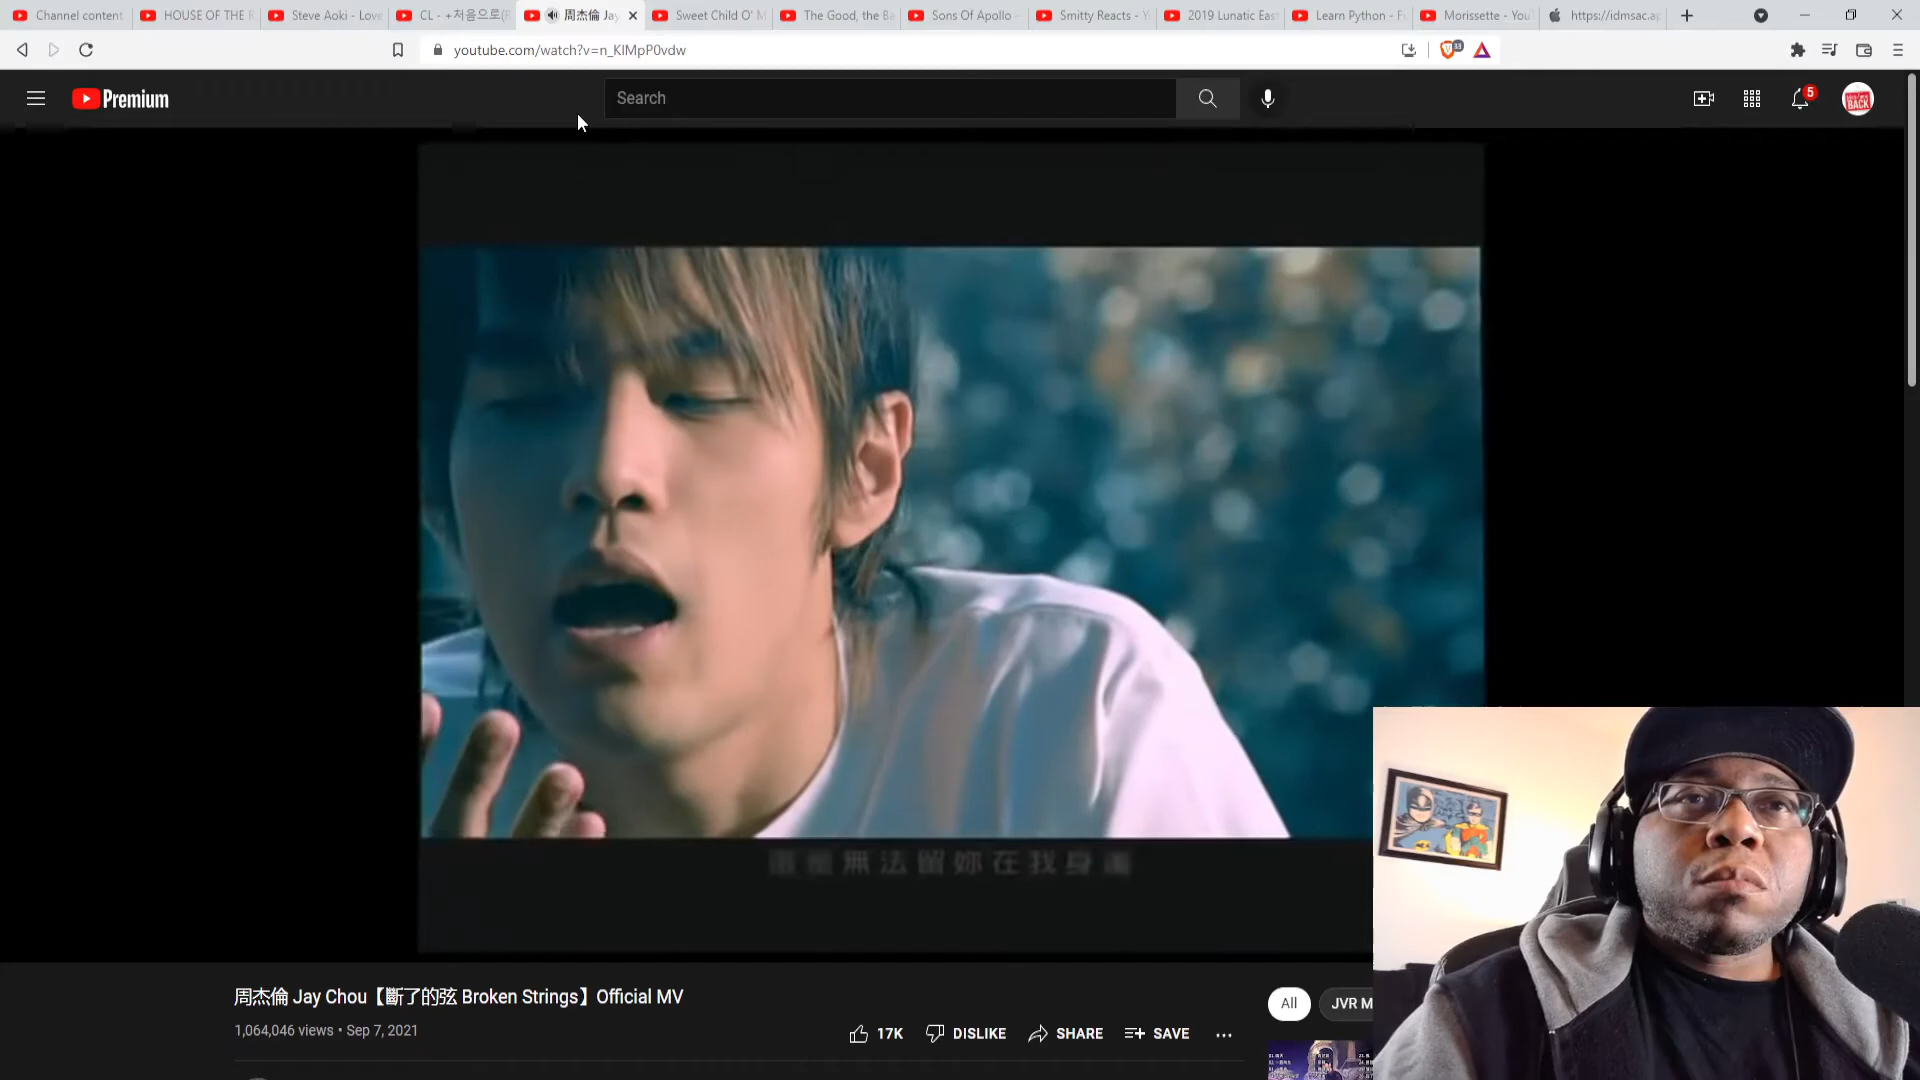 Channel content
HOUSE OF THE
Steve Aoki - Love
CL - +처음으로(
周杰倫 Jay
Sweet Child O' M
The Good, the Ba
Sons Of Apollo -
Smitty Reacts - Y
2019 Lunatic East
Learn Python - F
Morissette - You
https://idmsac.ap
youtube.com/watch?v=n_KlMpP0vdw
33
Premium
Search
5
BACK
無法留妳在我身
周杰倫 Jay Chou【斷了的弦 Broken Strings】Official MV
1,064,046 views • Sep 7, 2021
17K
DISLIKE
SHARE
SAVE
All
JVR M